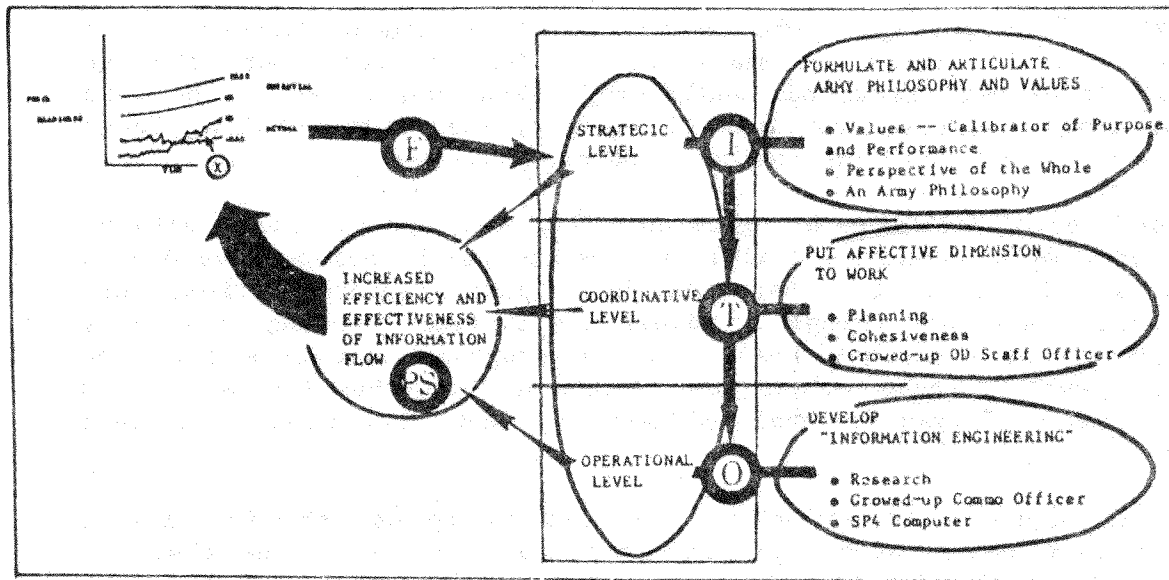 POTENTIAL
ACTUAL
X
F
STRATEGIC
LEVEL
I
FORMULATE AND ARTICULATE
ARMY PHILOSOPHY AND VALUES
● Values -- Calibrator of Purpose
and Performance
● Perspective of the Whole
● An Army Philosophy
INCREASED
EFFICIENCY AND
EFFECTIVENESS
OF INFORMATION
FLOW
PS
COORDINATIVE
LEVEL
T
PUT AFFECTIVE DIMENSION
TO WORK
● Planning
● Cohesiveness
● Growed-up OD Staff Officer
OPERATIONAL
LEVEL
O
DEVELOP
"INFORMATION ENGINEERING"
● Research
● Growed-up Commo Officer
● SP4 Computer